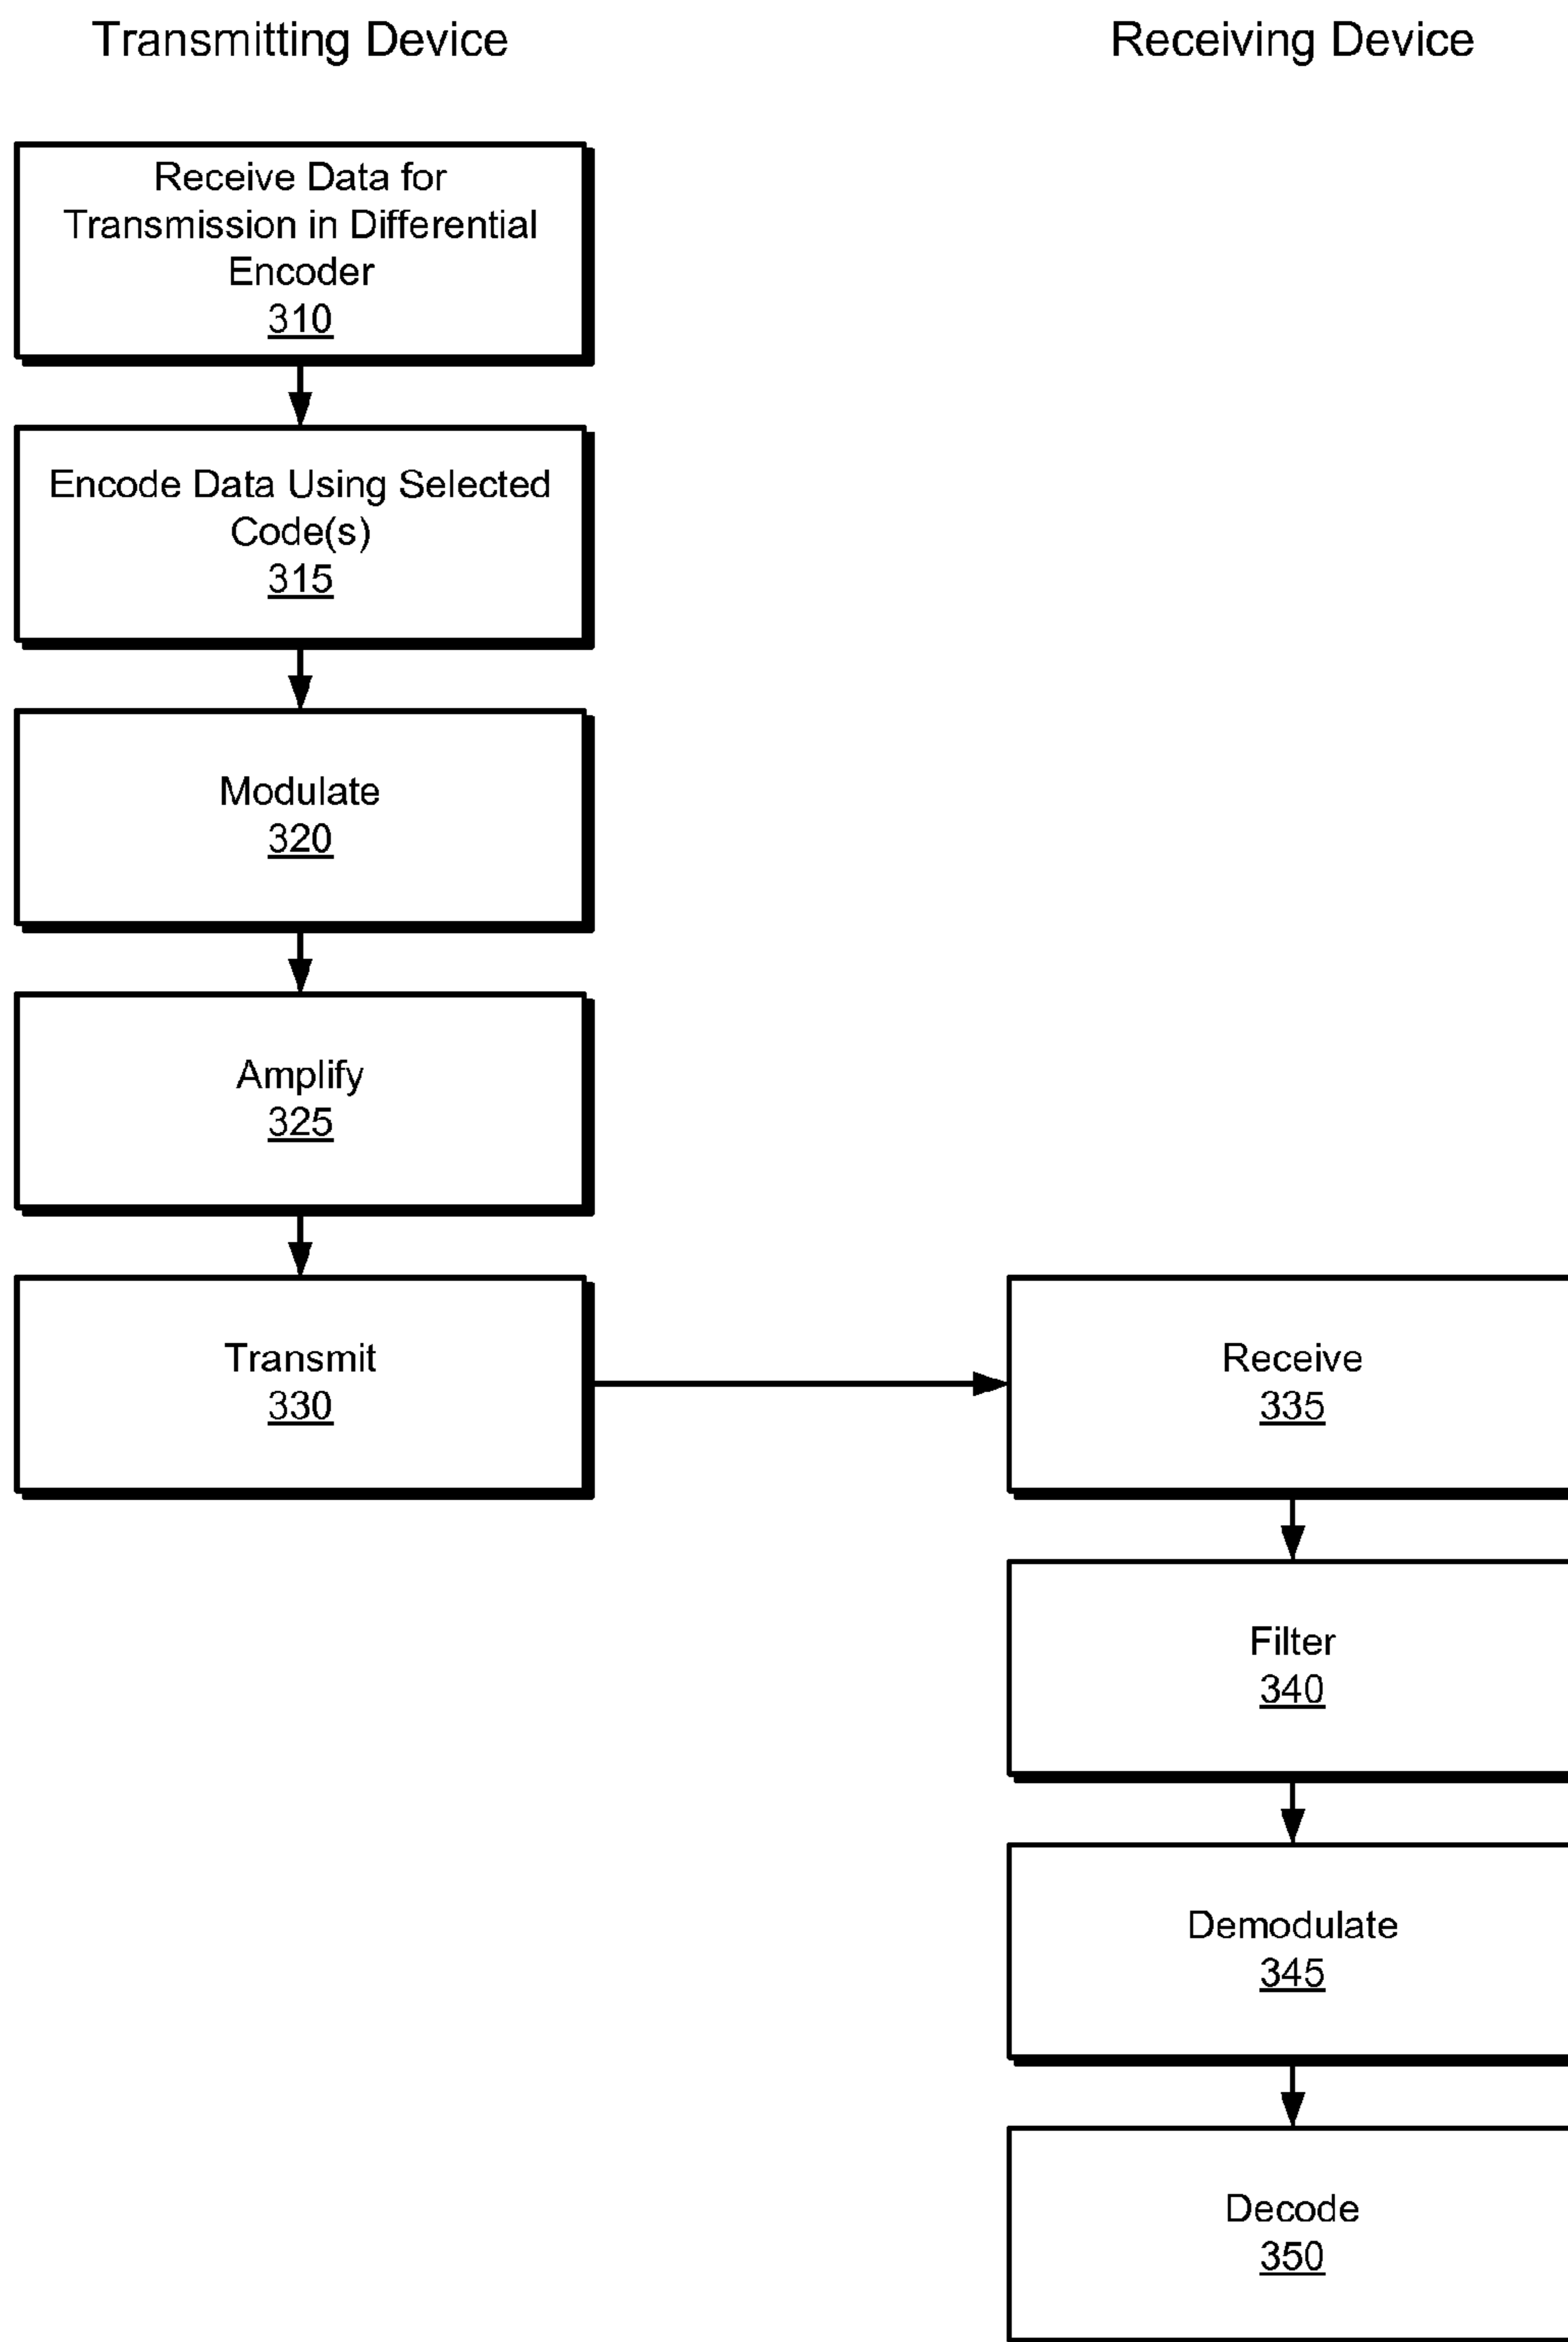 Transmitting Device
Receiving Device
Receive Data for
Transmission in Differential
Encoder
310
Encode Data Using Selected
Code(s)
315
Modulate
320
Amplify
325
Transmit
330
Receive
335
Filter
340
Demodulate
345
Decode
350